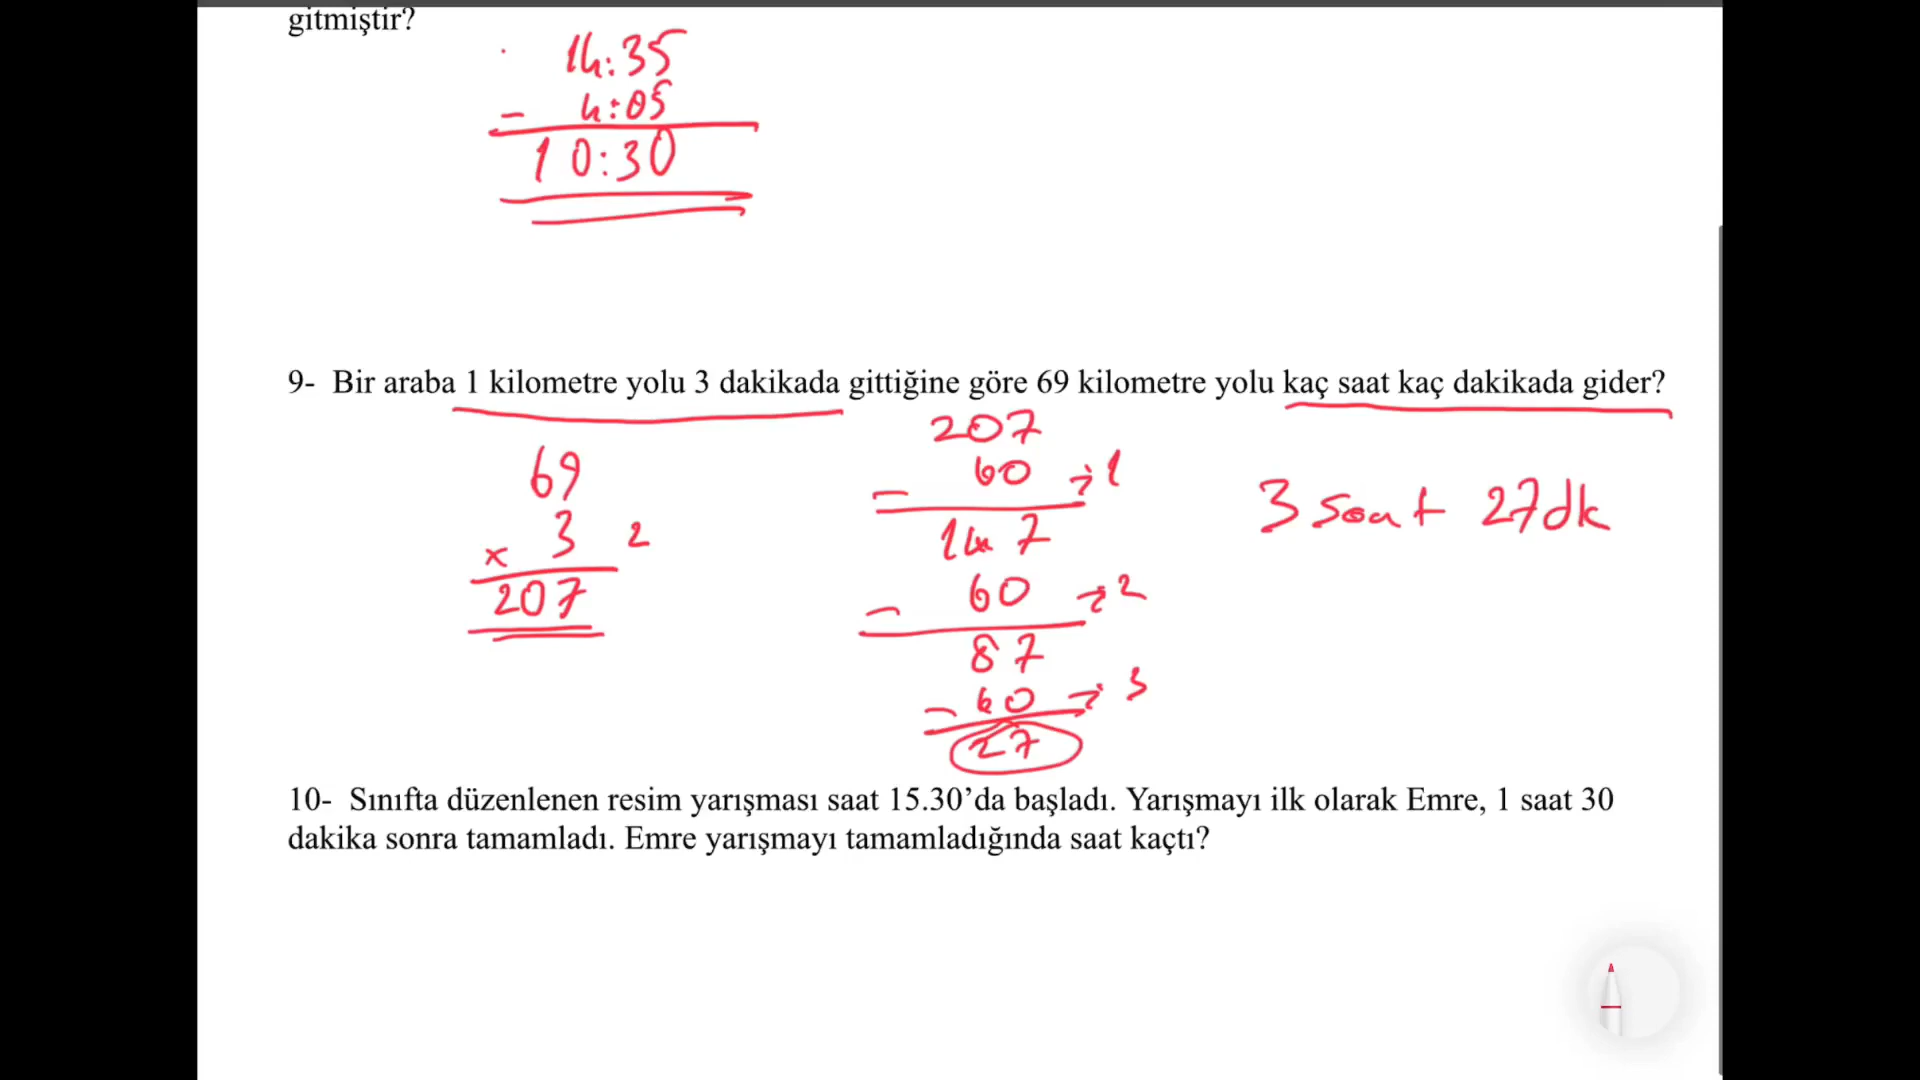 gitmiştir?
14:35
- 4:05
10:30
9- Bir araba 1 kilometre yolu 3 dakikada gittiğine göre 69 kilometre yolu kaç saat kaç dakikada gider?
69
x 3 2
207
207
- 60 → 1
147
- 60 → 2
87
- 60 → 3
27
3 saat 27dk
10- Sınıfta düzenlenen resim yarışması saat 15.30’da başladı. Yarışmayı ilk olarak Emre, 1 saat 30
dakika sonra tamamladı. Emre yarışmayı tamamladığında saat kaçtı?